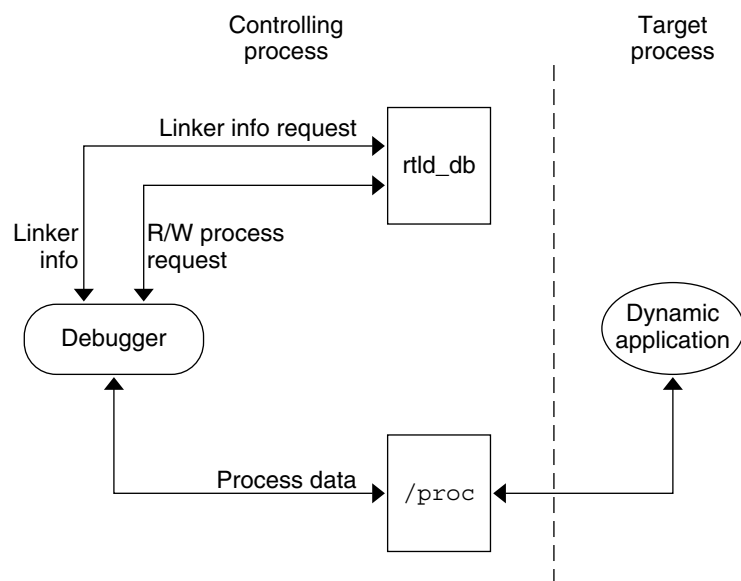 Controlling
process
Target
process
Linker info request
rtld_db
Linker
info
R/W process
request
Debugger
Dynamic
application
Process data
/proc